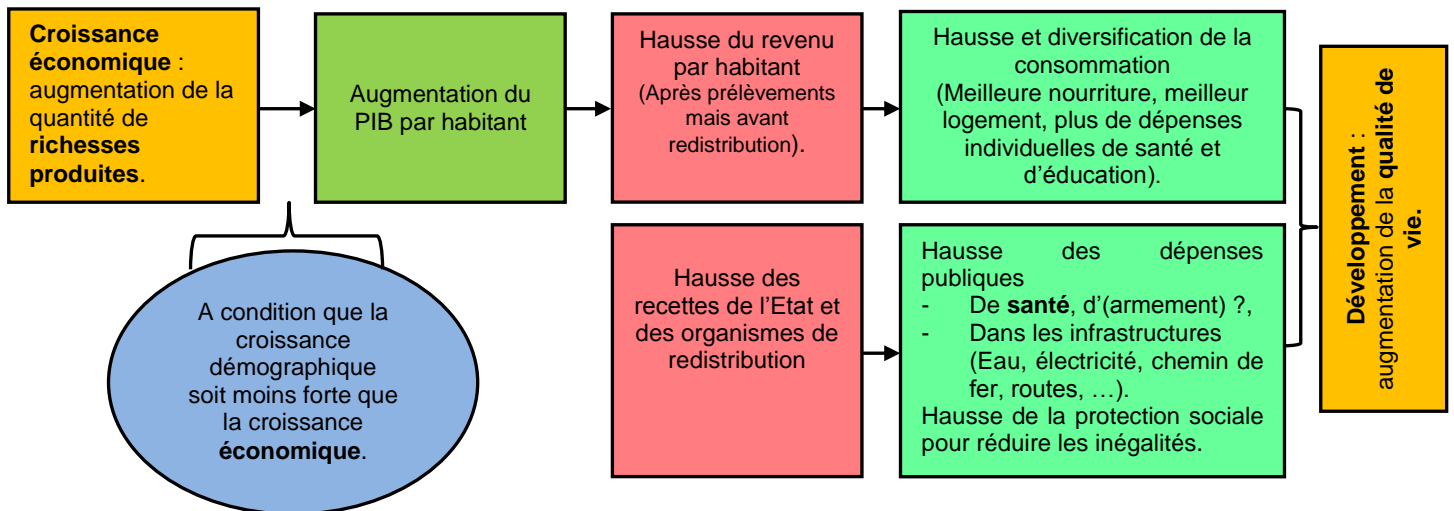 Croissance
économique :
augmentation de la
quantité de
richesses
produites.
Augmentation du
PIB par habitant
Hausse du revenu
par habitant
(Après prélèvements
mais avant
redistribution).
Hausse et diversification de la
consommation
(Meilleure nourriture, meilleur
logement, plus de dépenses
individuelles de santé et
d’éducation).
A condition que la
croissance
démographique
soit moins forte que
la croissance
économique.
Hausse des
recettes de l’Etat et
des organismes de
redistribution
Hausse des dépenses
publiques
- De santé, d’(armement) ?,
- Dans les infrastructures
(Eau, électricité, chemin de
fer, routes, …).
Hausse de la protection sociale
pour réduire les inégalités.
Développement :
augmentation de la qualité de
vie.